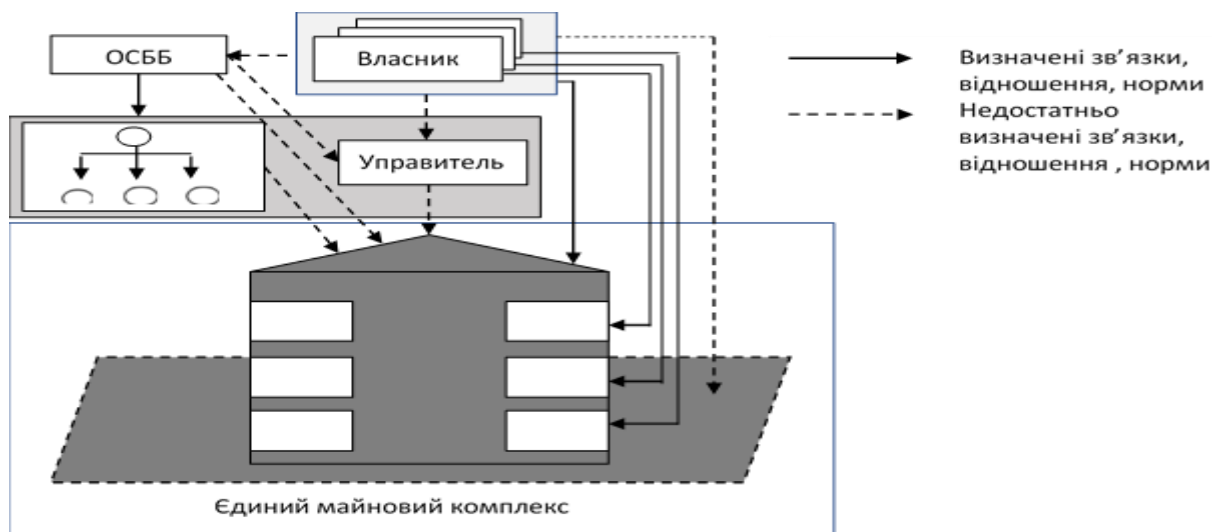 ОСББ
Власник
Управитель
Єдиний майновий комплекс
Визначені зв’язки,
відношення, норми
Недостатньо
визначені зв’язки,
відношення , норми